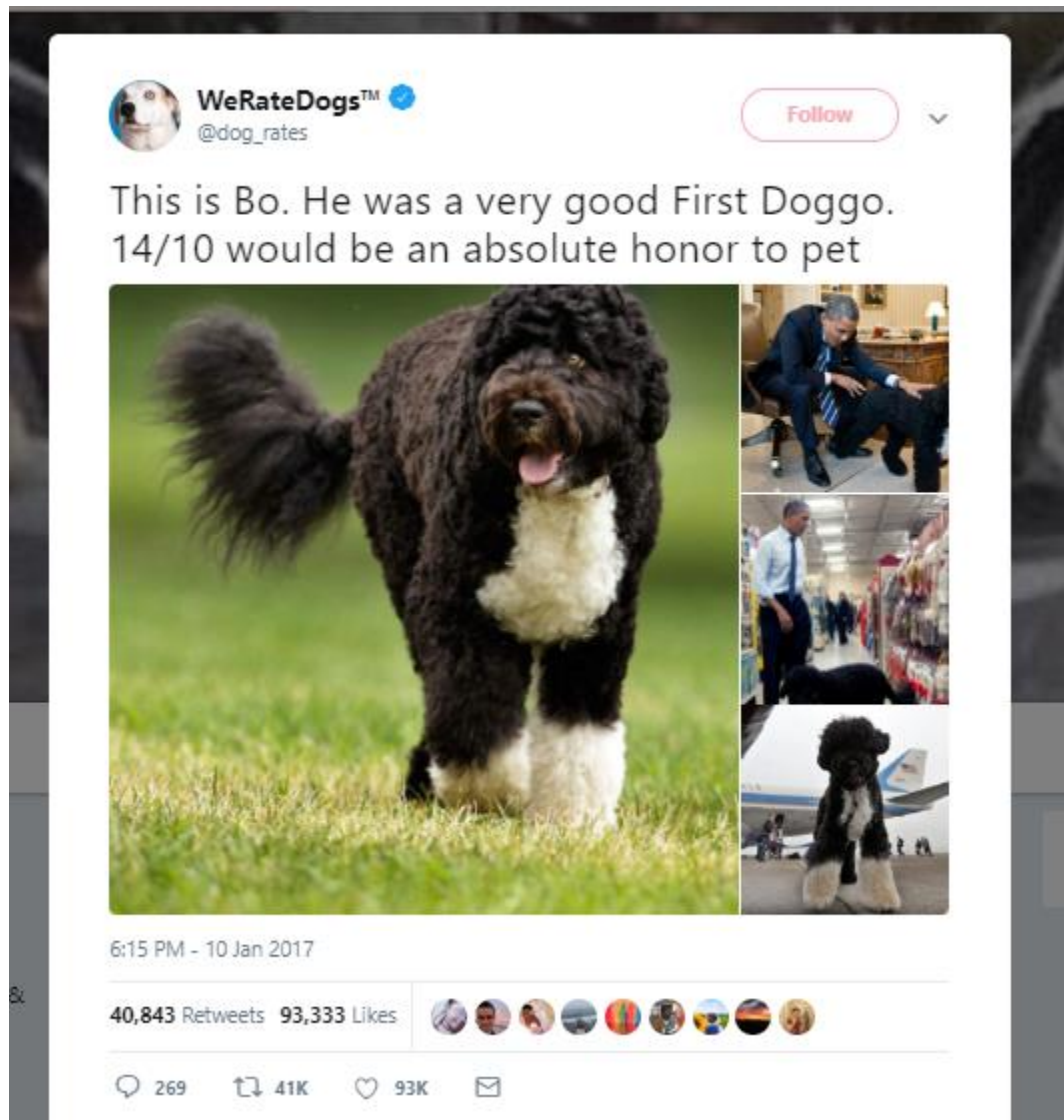 WeRateDogs™
@dog_rates
Follow
This is Bo. He was a very good First Doggo.
14/10 would be an absolute honor to pet
6:15 PM - 10 Jan 2017
40,843 Retweets 93,333 Likes
269 41K 93K
&